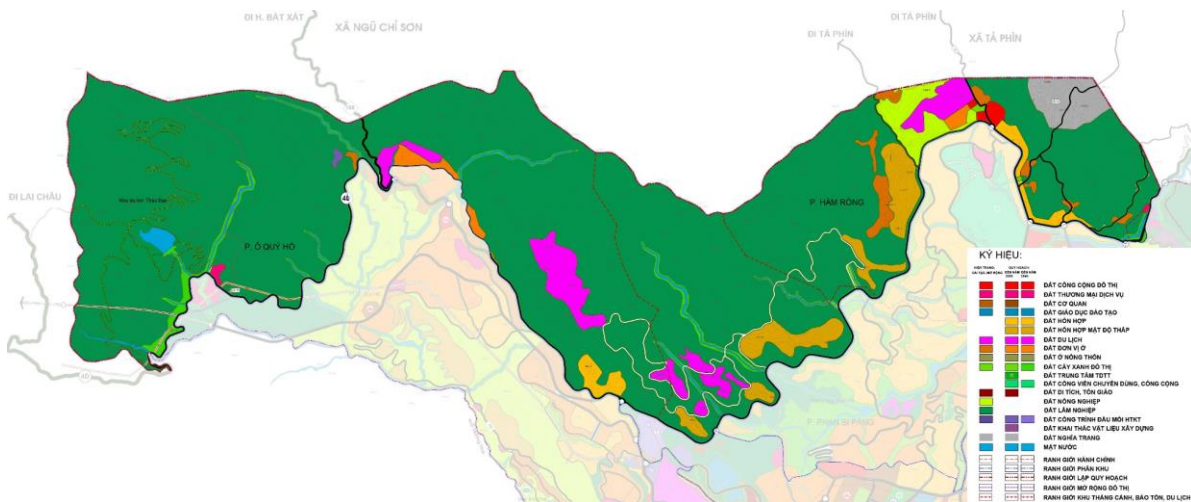 ĐI H. BÁT XÁT
XÃ NGŨ CHỈ SƠN
ĐI TẢ PHÌN
ĐI TẢ PHÌN
XÃ TẢ PHÌN
ĐI LAI CHÂU
4D
P. Ô QUÝ HỒ
P. HÀM RỒNG
P. PHAN SI PĂNG
4D
KÝ HIỆU:
HIỆN TRẠNG
QUY HOẠCH
ĐẤT CÔNG CỘNG ĐÔ THỊ
ĐẤT THƯƠNG MẠI DỊCH VỤ
ĐẤT CƠ QUAN
ĐẤT GIÁO DỤC ĐÀO TẠO
ĐẤT HỖN HỢP
ĐẤT HỖN HỢP MẬT ĐỘ THẤP
ĐẤT DU LỊCH
ĐẤT ĐƠN VỊ Ở
ĐẤT Ở NÔNG THÔN
ĐẤT CÂY XANH ĐÔ THỊ
ĐẤT TRUNG TÂM TDTT
ĐẤT CÔNG VIÊN CHUYÊN DÙNG, CÔNG CỘNG
ĐẤT DI TÍCH, TÔN GIÁO
ĐẤT NÔNG NGHIỆP
ĐẤT LÂM NGHIỆP
ĐẤT CÔNG TRÌNH ĐẦU MỐI HTKT
ĐẤT KHAI THÁC VẬT LIỆU XÂY DỰNG
ĐẤT NGHĨA TRANG
MẶT NƯỚC
RANH GIỚI HÀNH CHÍNH
RANH GIỚI PHÂN KHU
RANH GIỚI LẬP QUY HOẠCH
RANH GIỚI MỞ RỘNG ĐÔ THỊ
RANH GIỚI KHU THẮNG CẢNH, BẢO TỒN, DU LỊCH